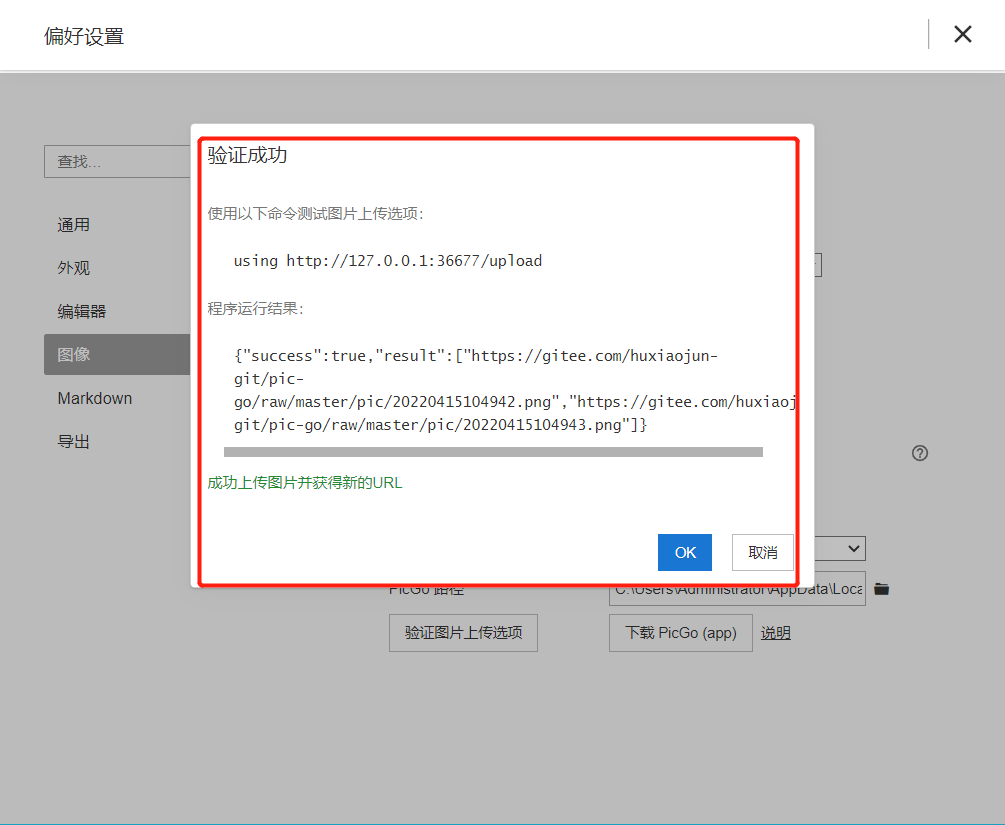 偏好设置
查找...
通用
外观
编辑器
图像
Markdown
导出
验证成功
使用以下命令测试图片上传选项：
using http://127.0.0.1:36677/upload
程序运行结果：
{"success":true,"result":["https://gitee.com/huxiaojun-
git/pic-
go/raw/master/pic/20220415104942.png","https://gitee.com/huxiaoj
git/pic-go/raw/master/pic/20220415104943.png"]}
成功上传图片并获得新的URL
OK
取消
PicGo 路径
C:\Users\Administrator\AppData\Loca
验证图片上传选项
下载 PicGo (app)
说明